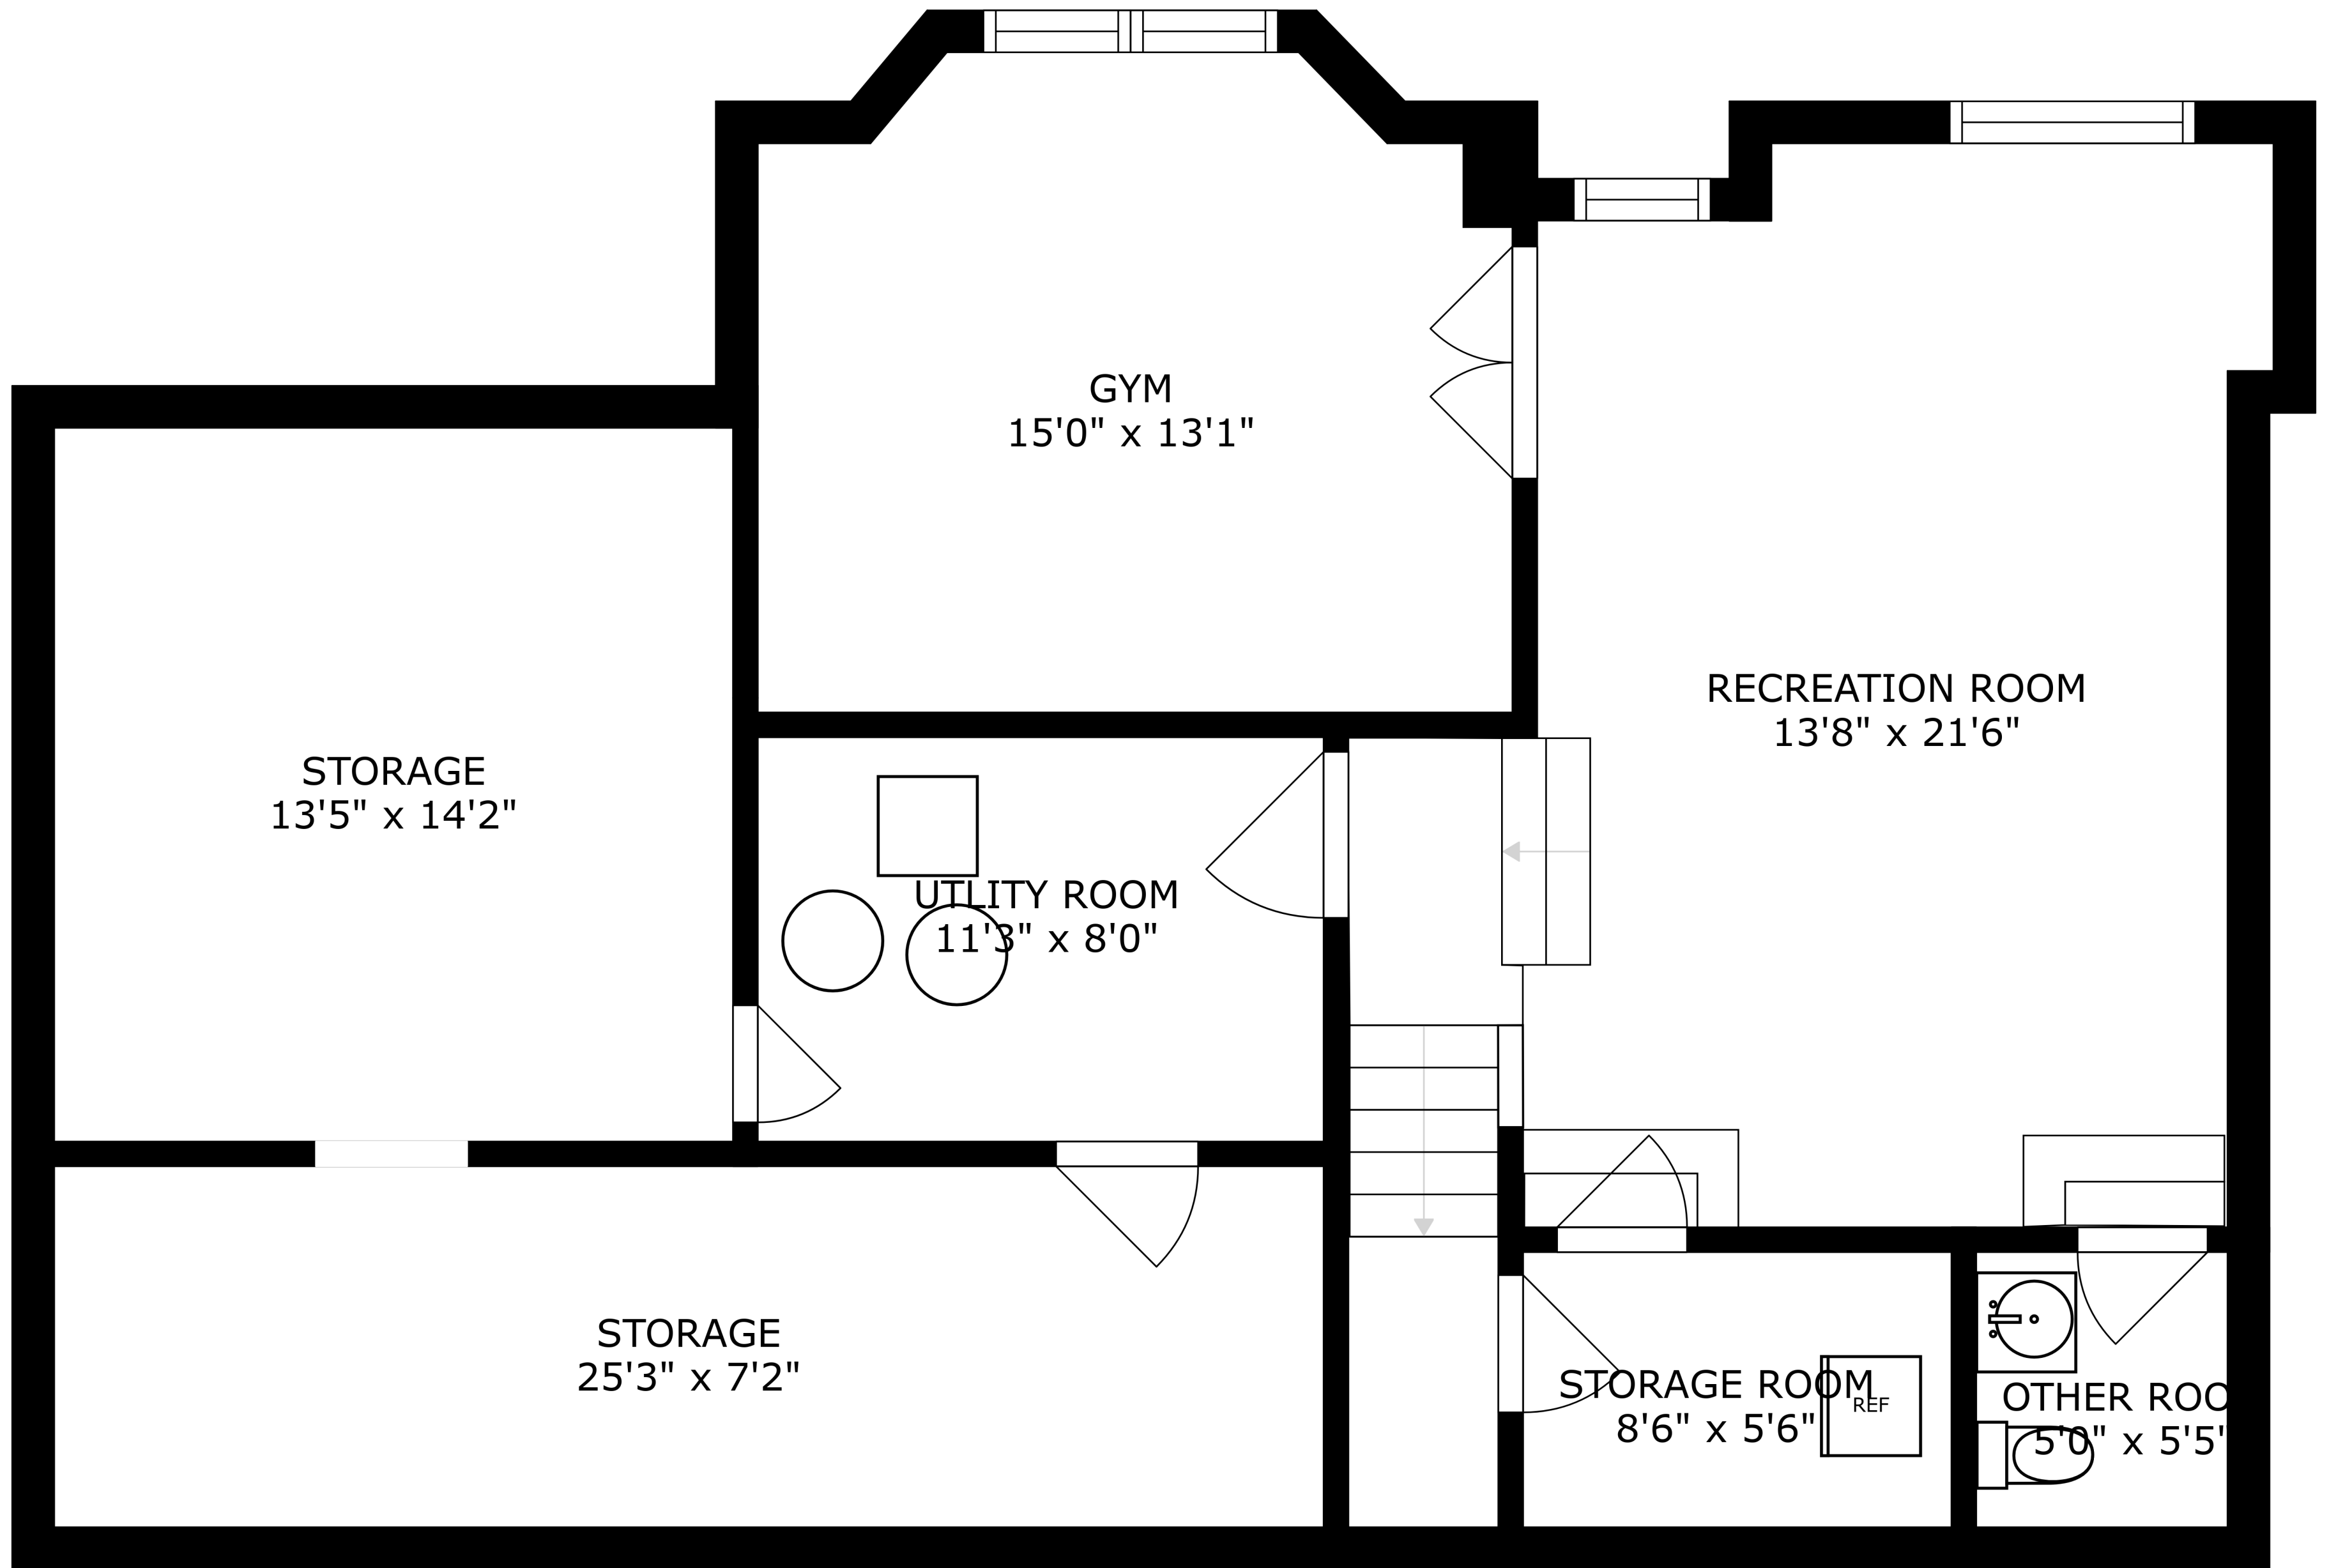 GYM
15'0" x 13'1"
RECREATION ROOM
13'8" x 21'6"
STORAGE
13'5" x 14'2"
UTILITY ROOM
11'3" x 8'0"
STORAGE
25'3" x 7'2"
STORAGE ROOM
8'6" x 5'6"
REF
OTHER ROO
5'0" x 5'5"